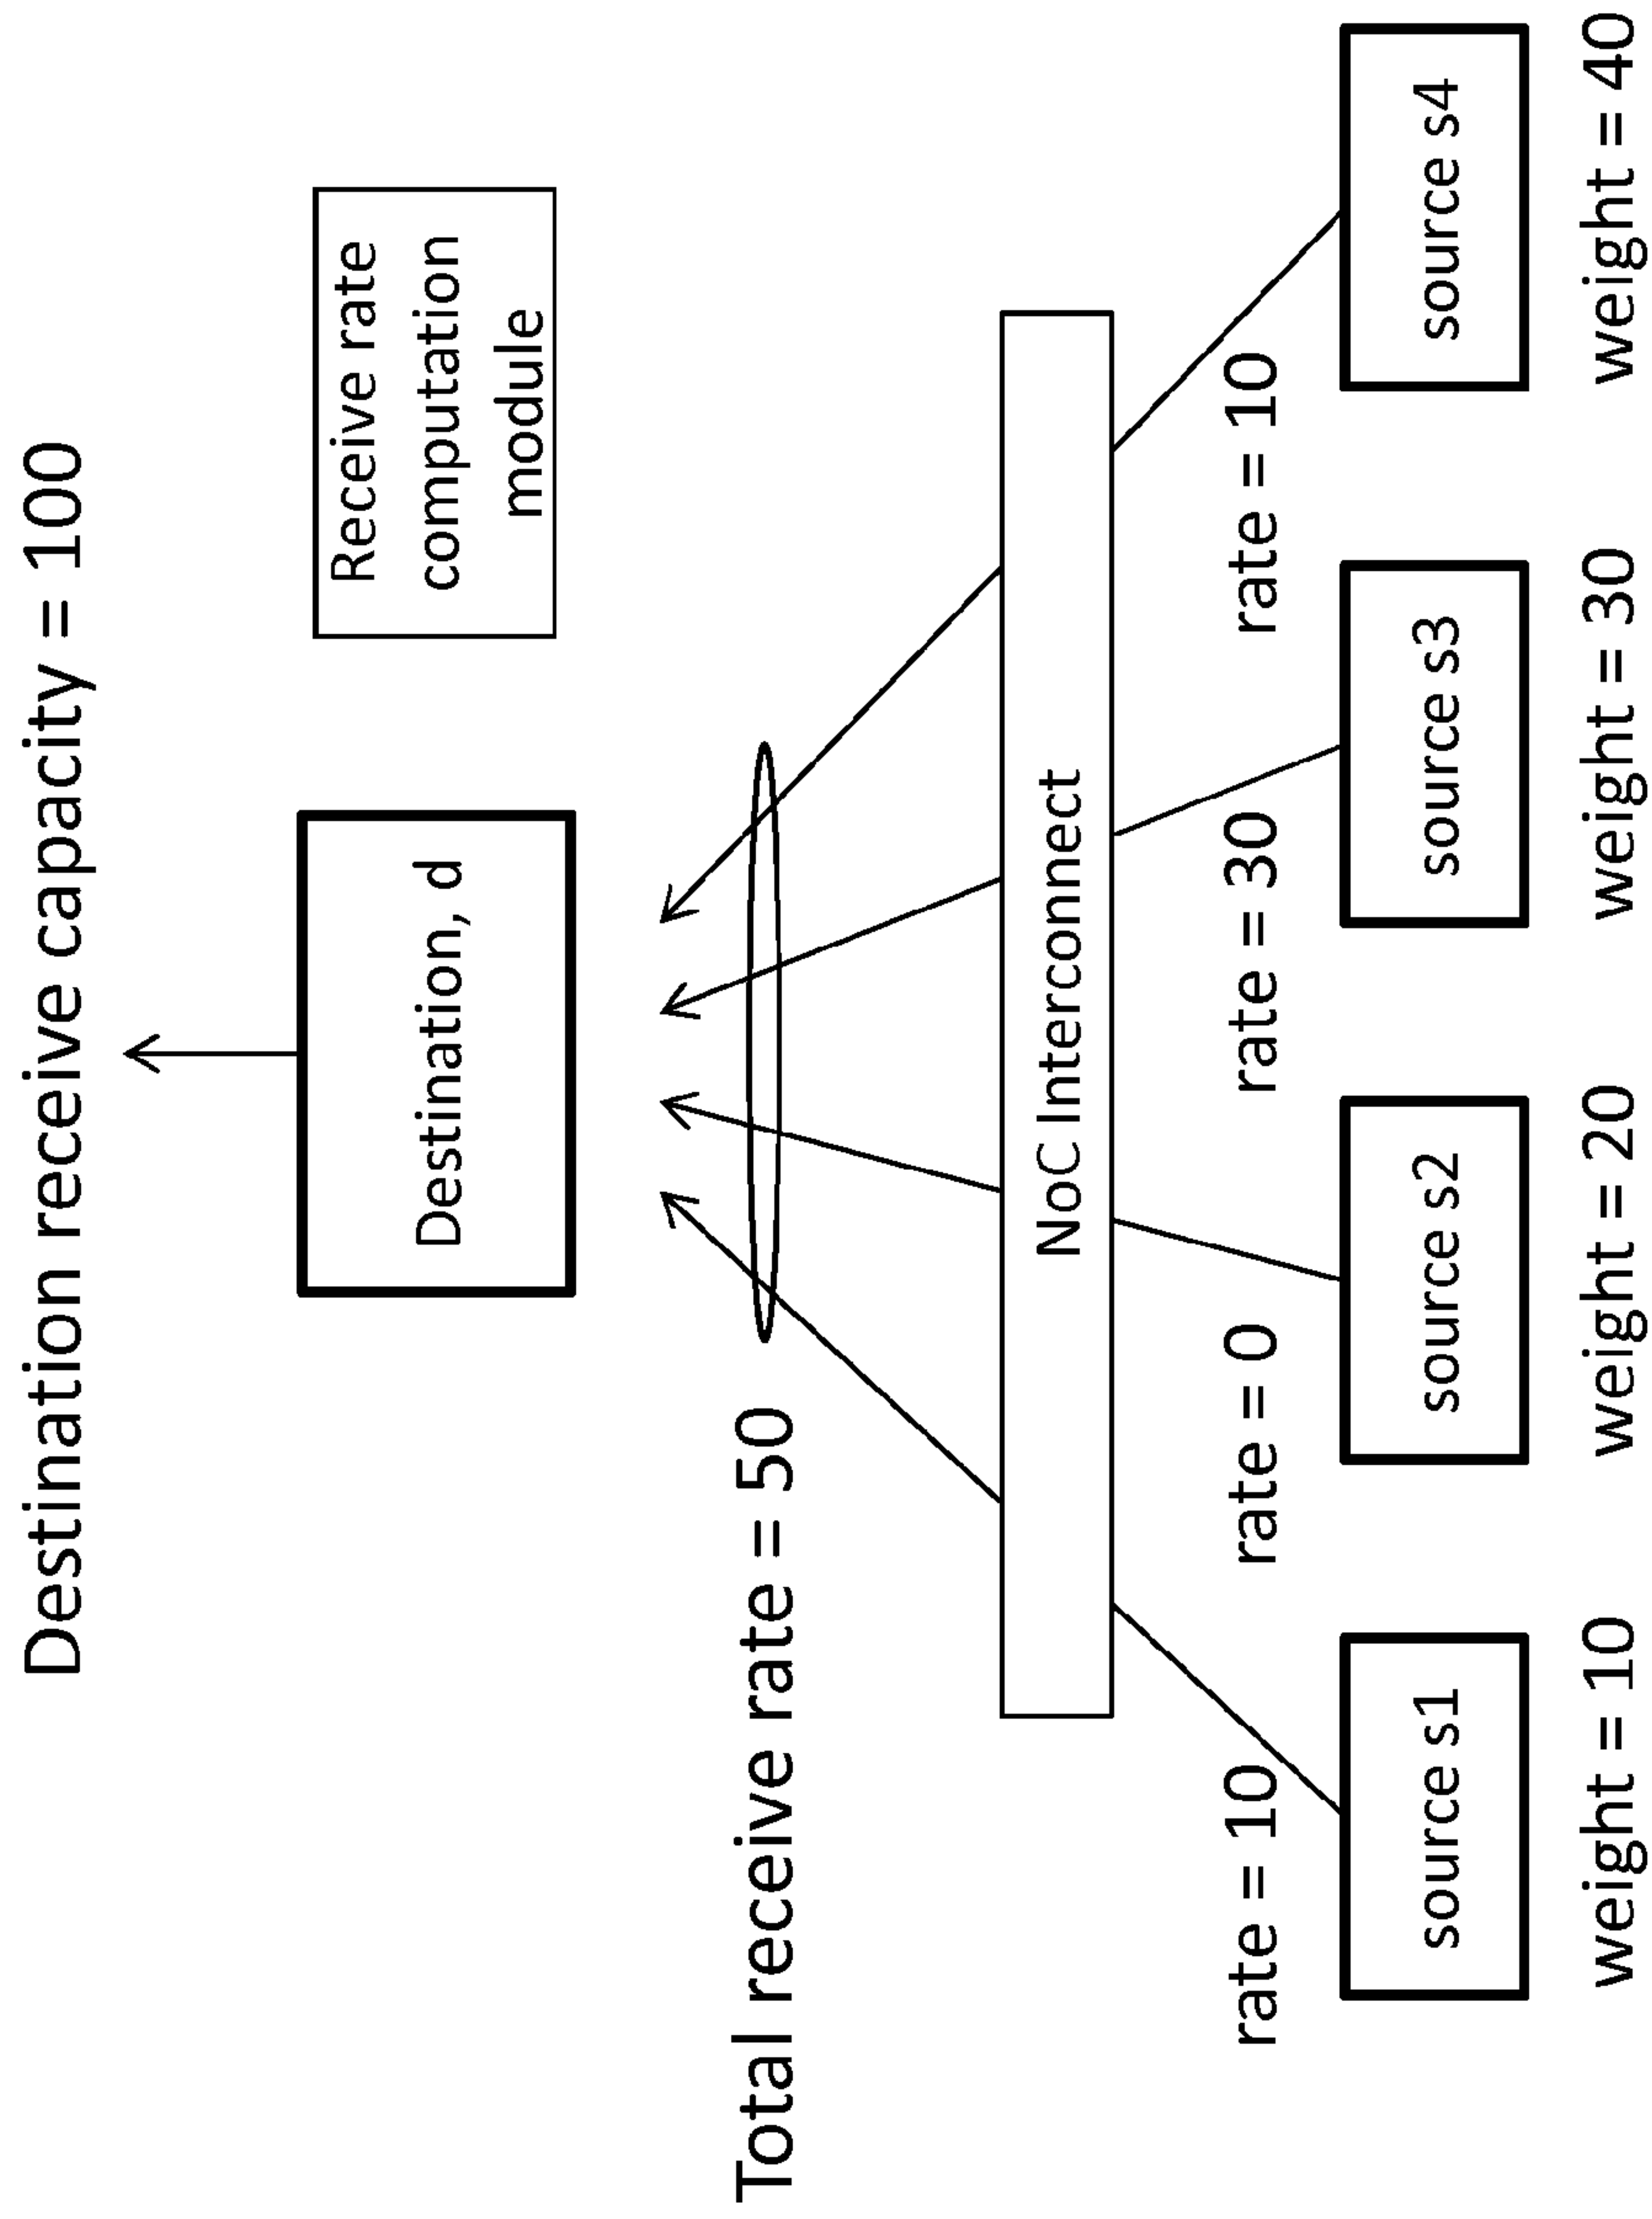 Destination receive capacity = 100
Destination, d
Receive rate
computation
module
Total receive rate = 50
NoC Interconnect
rate = 10
rate = 0
rate = 30
rate = 10
source s1
source s2
source s3
source s4
weight = 10
weight = 20
weight = 30
weight = 40